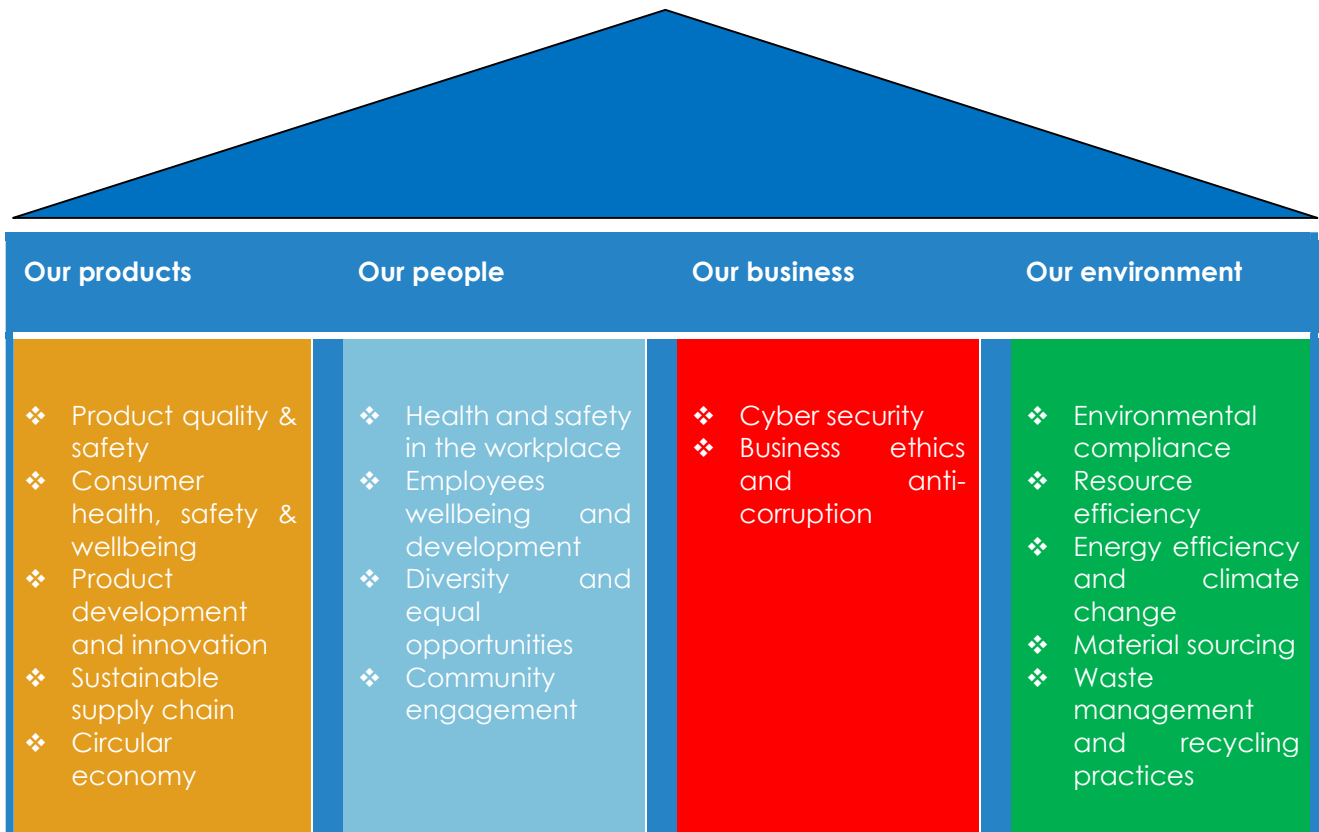 Our products
Our people
Our business
Our environment
❖ Product quality &
safety
❖ Consumer
health, safety &
wellbeing
❖ Product
development
and innovation
❖ Sustainable
supply chain
❖ Circular
economy
❖ Health and safety
in the workplace
❖ Employees
wellbeing and
development
❖ Diversity and
equal
opportunities
❖ Community
engagement
❖ Cyber security
❖ Business ethics
and anti-
corruption
❖ Environmental
compliance
❖ Resource
efficiency
❖ Energy efficiency
and climate
change
❖ Material sourcing
❖ Waste
management
and recycling
practices